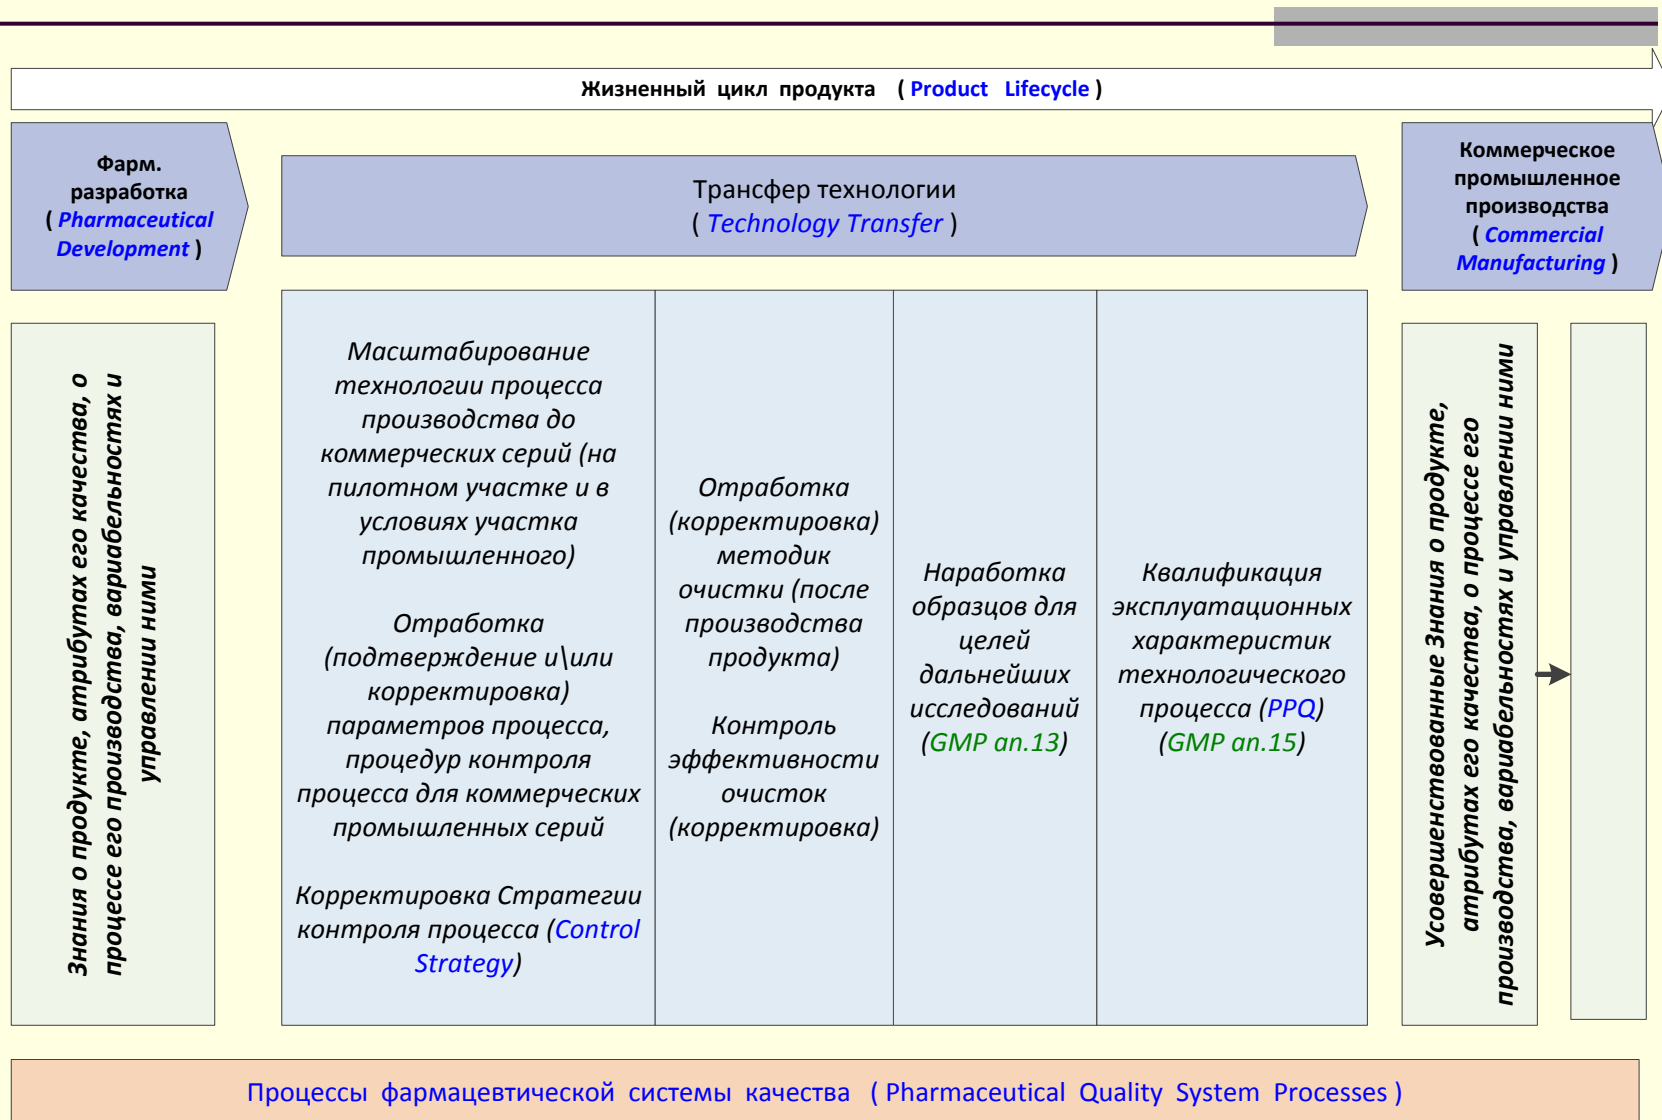 Жизненный цикл продукта ( Product Lifecycle )
Фарм.
разработка
( Pharmaceutical
Development )
Трансфер технологии
( Technology Transfer )
Коммерческое
промышленное
производства
( Commercial
Manufacturing )
Знания о продукте, атрибутах его качества, о
процессе его производства, вариабельностях и
управлении ними
Масштабирование
технологии процесса
производства до
коммерческих серий (на
пилотном участке и в
условиях участка
промышленного)
Отработка
(подтверждение и\или
корректировка)
параметров процесса,
процедур контроля
процесса для коммерческих
промышленных серий
Корректировка Стратегии
контроля процесса (Control
Strategy)
Отработка
(корректировка)
методик
очистки (после
производства
продукта)
Контроль
эффективности
очисток
(корректировка)
Наработка
образцов для
целей
дальнейших
исследований
(GMP an.13)
Квалификация
эксплуатационных
характеристик
технологического
процесса (PPQ)
(GMP an.15)
Усовершенствованные Знания о продукте,
атрибутах его качества, о процессе его
производства, вариабельностях и управлении ними
Процессы фармацевтической системы качества ( Pharmaceutical Quality System Processes )